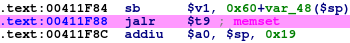 .text:00411F84 sb $v1, 0x60+var_48($sp)
.text:00411F88 jalr $t9 ; memset
.text:00411F8C addiu $a0, $sp, 0x19